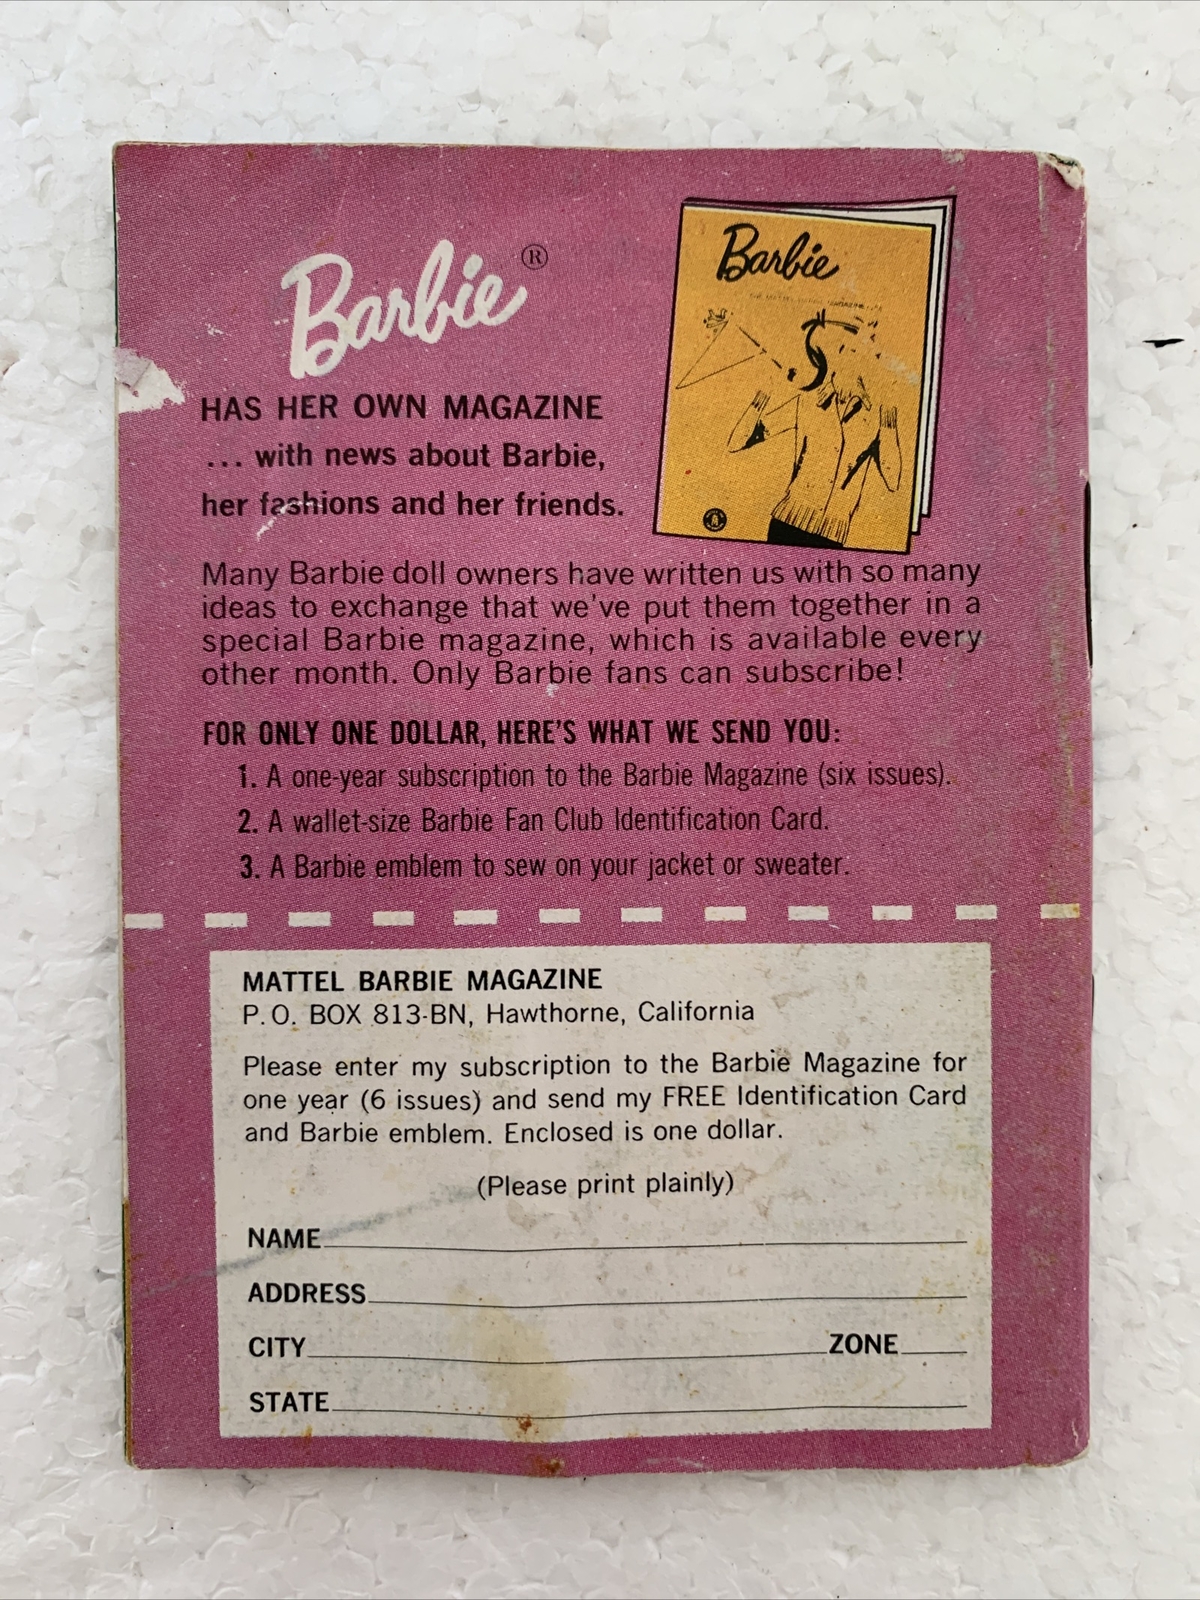 Barbie®
Barbie
HAS HER OWN MAGAZINE
... with news about Barbie,
her fashions and her friends.
Many Barbie doll owners have written us with so many
ideas to exchange that we've put them together in a
special Barbie magazine, which is available every
other month. Only Barbie fans can subscribe!
FOR ONLY ONE DOLLAR, HERE'S WHAT WE SEND YOU:
1. A one-year subscription to the Barbie Magazine (six issues).
2. A wallet-size Barbie Fan Club Identification Card.
3. A Barbie emblem to sew on your jacket or sweater.
MATTEL BARBIE MAGAZINE
P.O. BOX 813-BN, Hawthorne, California
Please enter my subscription to the Barbie Magazine for
one year (6 issues) and send my FREE Identification Card
and Barbie emblem. Enclosed is one dollar.
(Please print plainly)
NAME
ADDRESS
CITY ZONE
STATE